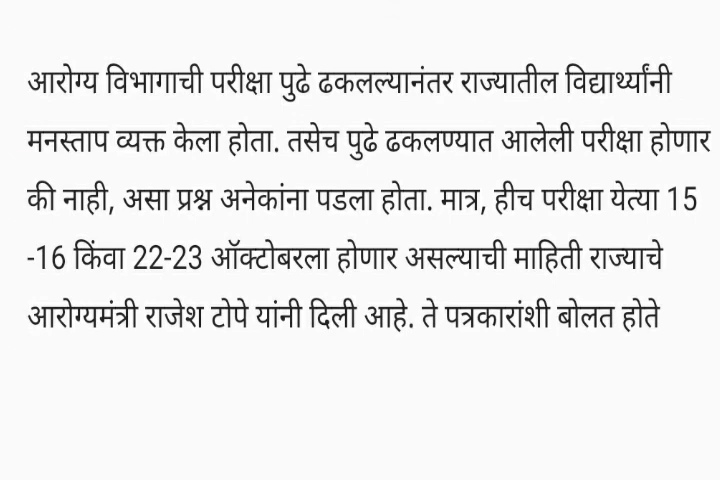 आरोग्य विभागाची परीक्षा पुढे ढकलल्यानंतर राज्यातील विद्यार्थ्यांनी
मनस्ताप व्यक्त केला होता. तसेच पुढे ढकलण्यात आलेली परीक्षा होणार
की नाही, असा प्रश्न अनेकांना पडला होता. मात्र, हीच परीक्षा येत्या 15
-16 किंवा 22-23 ऑक्टोबरला होणार असल्याची माहिती राज्याचे
आरोग्यमंत्री राजेश टोपे यांनी दिली आहे. ते पत्रकारांशी बोलत होते